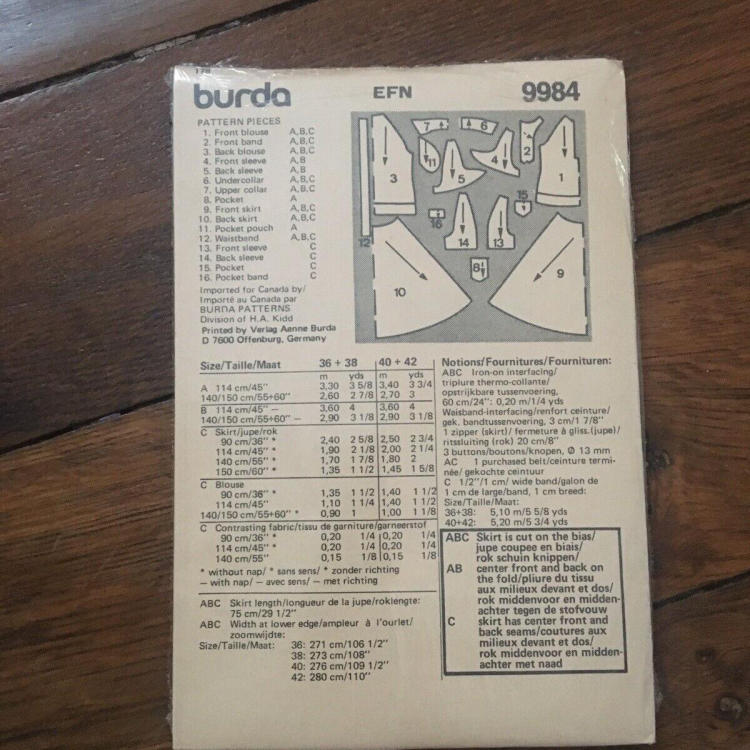 burda EFN 9984
PATTERN PIECES
1. Front blouse A,B,C
2. Front band A,B,C
3. Back blouse A,B,C
4. Front sleeve A,B
5. Back sleeve A,B
6. Undercollar A,B,C
7. Upper collar A,B,C
8. Pocket A
9. Front skirt A,B,C
10. Back skirt A,B,C
11. Pocket pouch A
12. Waistband A,B,C
13. Front sleeve C
14. Back sleeve C
15. Pocket C
16. Pocket band C
Imported for Canada by/
Importé au Canada par
BURDA PATTERNS
Division of H.A. Kidd
Printed by Verlag Aenne Burda
D 7600 Offenburg, Germany
7 6
11 4 2
3 5 1
15
16
12 14 13
8
10 9
Size/Taille/Maat 36 + 38 40 + 42
m yds m yds
A 114 cm/45" 3,30 3 5/8 3,40 3 3/4
140/150 cm/55+60" 2,60 2 7/8 2,70 3
B 114 cm/45" — 3,60 4 3,60 4
140/150 cm/55+60" — 2,90 3 1/8 2,90 3 1/8
C Skirt/jupe/rok
90 cm/36" * 2,40 2 5/8 2,50 2 3/4
114 cm/45" * 1,90 2 1/8 2,00 2 1/4
140 cm/55" * 1,70 1 7/8 1,80 2
150 cm/60" * 1,35 1 1/2 1,45 1 5/8
C Blouse
90 cm/36" * 1,35 1 1/2 1,40 1 1/2
114 cm/45" 1,10 1 1/4 1,40 1 1/2
140/150 cm/55+60" * 0,90 1 1,00 1 1/8
C Contrasting fabric/tissu de garniture/garneerstof
90 cm/36" * 0,20 1/4 0,20 1/4
114 cm/45" * 0,20 1/4 0,20 1/4
140 cm/55" 0,15 1/8 0,15 1/8
* without nap/ * sans sens/ * zonder richting
— with nap/ — avec sens/ — met richting
ABC Skirt length/longueur de la jupe/roklengte:
75 cm/29 1/2"
ABC Width at lower edge/ampleur à l'ourlet/
zoomwijdte:
Size/Taille/Maat: 36: 271 cm/106 1/2"
38: 273 cm/108"
40: 276 cm/109 1/2"
42: 280 cm/110"
Notions/Fournitures/Fournituren:
ABC Iron-on interfacing/
triplure thermo-collante/
opstrijkbare tussenvoering,
60 cm/24": 0,20 m/1/4 yds
Waisband-interfacing/renfort ceinture/
gek. bandtussenvoering, 3 cm/1 7/8"
1 zipper (skirt)/ fermeture à gliss.(jupe)/
ritssluiting (rok) 20 cm/8"
3 buttons/boutons/knopen, Ø 13 mm
AC 1 purchased belt/ceinture termi-
née/ gekochte ceintuur
C 1/2"/1 cm/ wide band/galon de
1 cm de large/band, 1 cm breed:
Size/Taille/Maat:
36+38: 5,10 m/5 5/8 yds
40+42: 5,20 m/5 3/4 yds
ABC Skirt is cut on the bias/
jupe coupee en biais/
rok schuin knippen/
AB center front and back on
the fold/pliure du tissu
aux milieux devant et dos/
rok middenvoor en midden-
achter tegen de stofvouw
C skirt has center front and
back seams/coutures aux
milieux devant et dos/
rok middenvoor en midden-
achter met naad